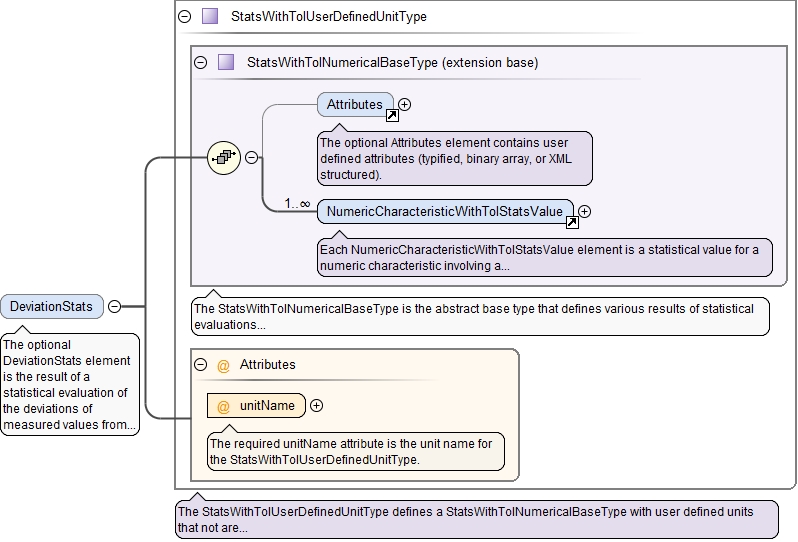 StatsWithTolUserDefinedUnitType
StatsWithTolNumericalBaseType (extension base)
Attributes
The optional Attributes element contains user
defined attributes (typified, binary array, or XML
structured).
1..∞
NumericCharacteristicWithTolStatsValue
Each NumericCharacteristicWithTolStatsValue element is a statistical value for a
numeric characteristic involving a...
The StatsWithTolNumericalBaseType is the abstract base type that defines various results of statistical
evaluations...
DeviationStats
The optional
DeviationStats element
is the result of a
statistical evaluation of
the deviations of
measured values from...
@ Attributes
@ unitName
The required unitName attribute is the unit name for
the StatsWithTolUserDefinedUnitType.
The StatsWithTolUserDefinedUnitType defines a StatsWithTolNumericalBaseType with user defined units
that not are...